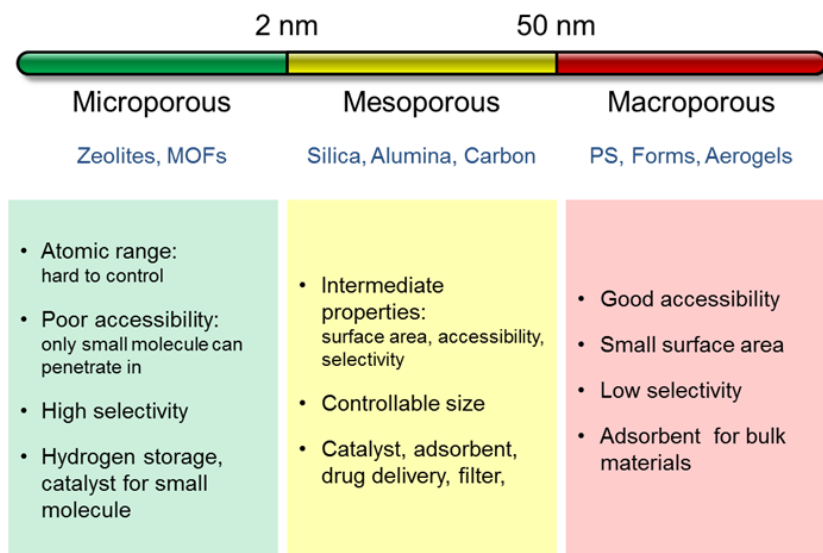 2 nm
50 nm
Microporous
Mesoporous
Macroporous
Zeolites, MOFs
Silica, Alumina, Carbon
PS, Forms, Aerogels
• Atomic range:
hard to control
• Poor accessibility:
only small molecule can
penetrate in
• High selectivity
• Hydrogen storage,
catalyst for small
molecule
• Intermediate
properties:
surface area, accessibility,
selectivity
• Controllable size
• Catalyst, adsorbent,
drug delivery, filter,
• Good accessibility
• Small surface area
• Low selectivity
• Adsorbent for bulk
materials